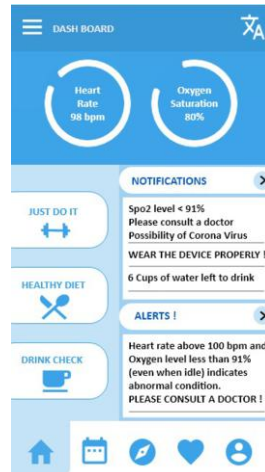 DASH BOARD
文A
Heart
Rate
98 bpm
Oxygen
Saturation
80%
NOTIFICATIONS
X
JUST DO IT
Spo2 level < 91%
Please consult a doctor
Possibility of Corona Virus
WEAR THE DEVICE PROPERLY !
6 Cups of water left to drink
HEALTHY DIET
ALERTS !
X
DRINK CHECK
Heart rate above 100 bpm and
Oxygen level less than 91%
(even when idle) indicates
abnormal condition.
PLEASE CONSULT A DOCTOR !